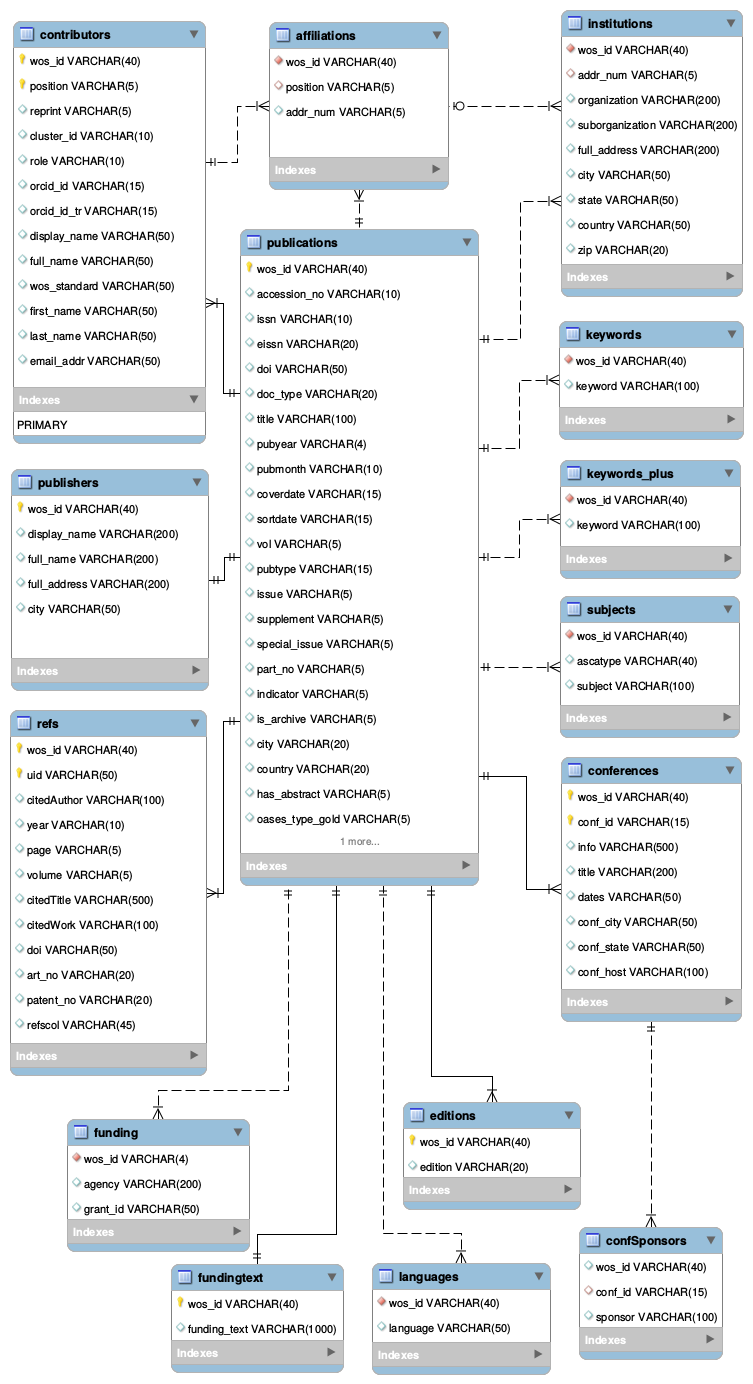 contributors
wos_id VARCHAR(40)
position VARCHAR(5)
reprint VARCHAR(5)
cluster_id VARCHAR(10)
role VARCHAR(10)
orcid_id VARCHAR(15)
orcid_id_tr VARCHAR(15)
display_name VARCHAR(50)
full_name VARCHAR(50)
wos_standard VARCHAR(50)
first_name VARCHAR(50)
last_name VARCHAR(50)
email_addr VARCHAR(50)
Indexes
PRIMARY
affiliations
wos_id VARCHAR(40)
position VARCHAR(5)
addr_num VARCHAR(5)
Indexes
institutions
wos_id VARCHAR(40)
addr_num VARCHAR(5)
organization VARCHAR(200)
suborganization VARCHAR(200)
full_address VARCHAR(200)
city VARCHAR(50)
state VARCHAR(50)
country VARCHAR(50)
zip VARCHAR(20)
Indexes
publications
wos_id VARCHAR(40)
accession_no VARCHAR(10)
issn VARCHAR(10)
eissn VARCHAR(20)
doi VARCHAR(50)
doc_type VARCHAR(20)
title VARCHAR(100)
pubyear VARCHAR(4)
pubmonth VARCHAR(10)
coverdate VARCHAR(15)
sortdate VARCHAR(15)
vol VARCHAR(5)
pubtype VARCHAR(15)
issue VARCHAR(5)
supplement VARCHAR(5)
special_issue VARCHAR(5)
part_no VARCHAR(5)
indicator VARCHAR(5)
is_archive VARCHAR(5)
city VARCHAR(20)
country VARCHAR(20)
has_abstract VARCHAR(5)
oases_type_gold VARCHAR(5)
1 more...
Indexes
keywords
wos_id VARCHAR(40)
keyword VARCHAR(100)
Indexes
publishers
wos_id VARCHAR(40)
display_name VARCHAR(200)
full_name VARCHAR(200)
full_address VARCHAR(200)
city VARCHAR(50)
Indexes
keywords_plus
wos_id VARCHAR(40)
keyword VARCHAR(100)
Indexes
subjects
wos_id VARCHAR(40)
ascatype VARCHAR(40)
subject VARCHAR(100)
Indexes
refs
wos_id VARCHAR(40)
uid VARCHAR(50)
citedAuthor VARCHAR(100)
year VARCHAR(10)
page VARCHAR(5)
volume VARCHAR(5)
citedTitle VARCHAR(500)
citedWork VARCHAR(100)
doi VARCHAR(50)
art_no VARCHAR(20)
patent_no VARCHAR(20)
refscol VARCHAR(45)
Indexes
conferences
wos_id VARCHAR(40)
conf_id VARCHAR(15)
info VARCHAR(500)
title VARCHAR(200)
dates VARCHAR(50)
conf_city VARCHAR(50)
conf_state VARCHAR(50)
conf_host VARCHAR(100)
Indexes
funding
wos_id VARCHAR(4)
agency VARCHAR(200)
grant_id VARCHAR(50)
Indexes
editions
wos_id VARCHAR(40)
edition VARCHAR(20)
Indexes
fundingtext
wos_id VARCHAR(40)
funding_text VARCHAR(1000)
Indexes
languages
wos_id VARCHAR(40)
language VARCHAR(50)
Indexes
confSponsors
wos_id VARCHAR(40)
conf_id VARCHAR(15)
sponsor VARCHAR(100)
Indexes